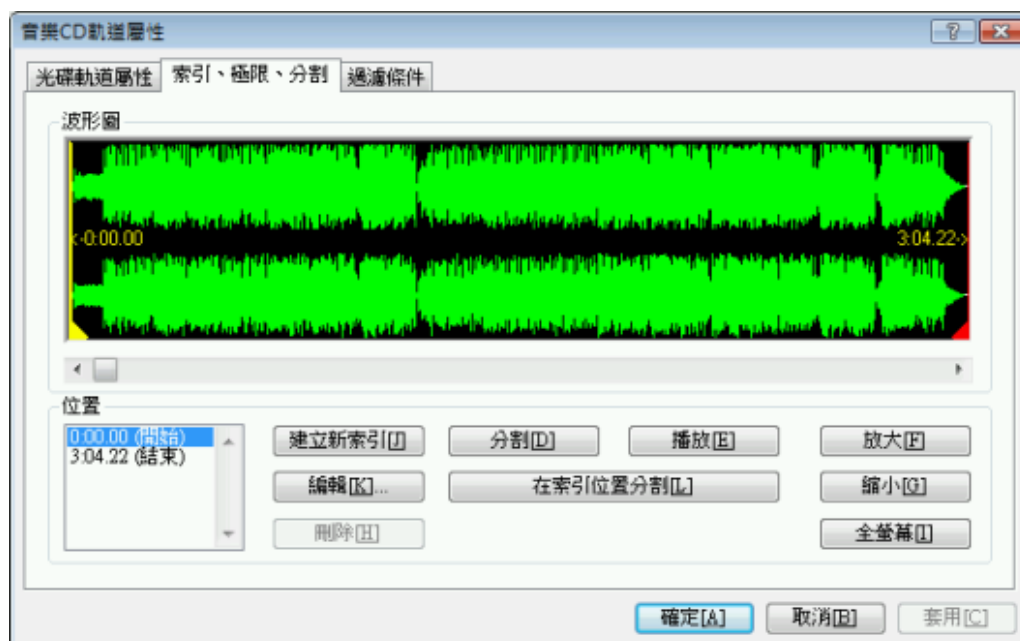 音樂CD軌道屬性
光碟軌道屬性 索引、極限、分割 過濾條件
波形圖
<-0:00.00 3:04.22->
位置
0:00.00 (開始)
3:04.22 (結束)
建立新索引[J] 分割[D] 播放[E] 放大[F]
編輯[K]... 在索引位置分割[L] 縮小[G]
刪除[H] 全螢幕[I]
確定[A] 取消[B] 套用[C]